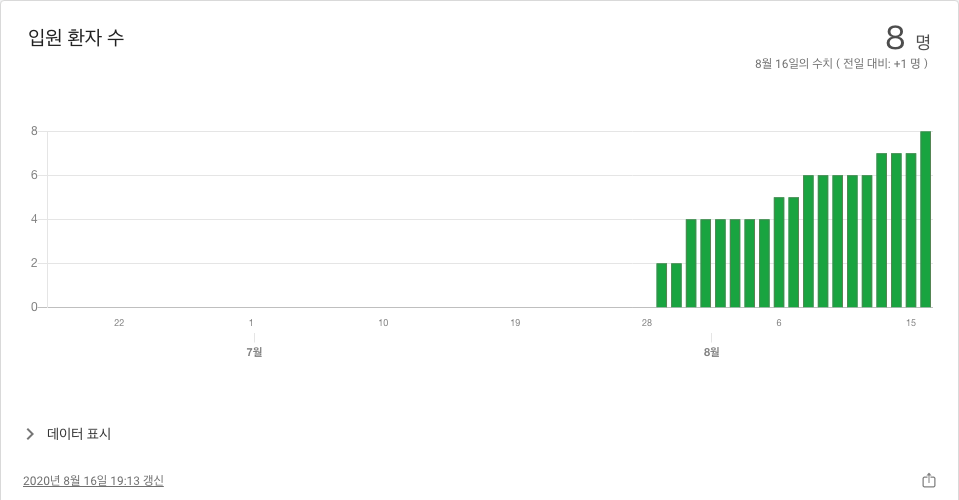 입원 환자 수
8 명
8월 16일의 수치 ( 전일 대비: +1 명 )
8
6
4
2
0
22 1 10 19 28 6 15
7월 8월
데이터 표시
2020년 8월 16일 19:13 갱신